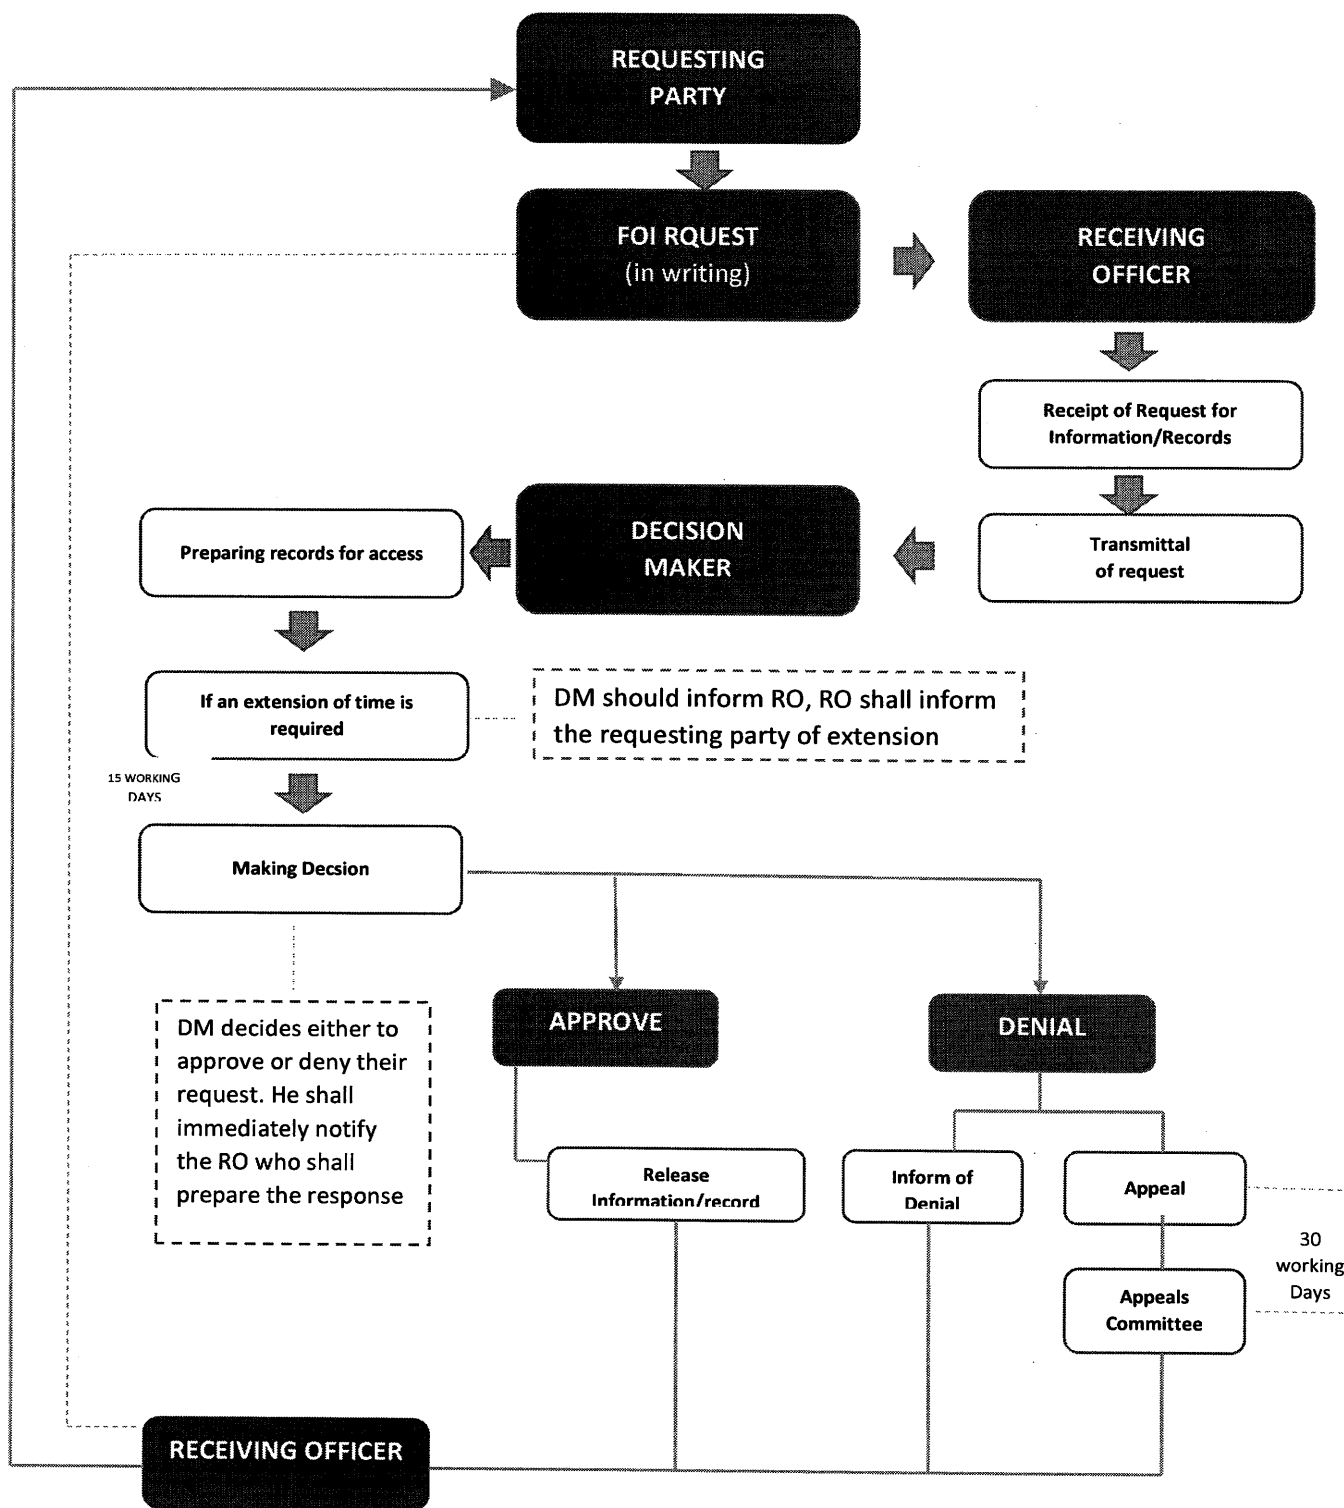 REQUESTING
PARTY
FOI RQUEST
(in writing)
RECEIVING
OFFICER
Receipt of Request for
Information/Records
Transmittal
of request
DECISION
MAKER
Preparing records for access
If an extension of time is
required
DM should inform RO, RO shall inform
the requesting party of extension
15 WORKING
DAYS
Making Decsion
DM decides either to
approve or deny their
request. He shall
immediately notify
the RO who shall
prepare the response
APPROVE
DENIAL
Release
Information/record
Inform of
Denial
Appeal
30
working
Days
Appeals
Committee
RECEIVING OFFICER